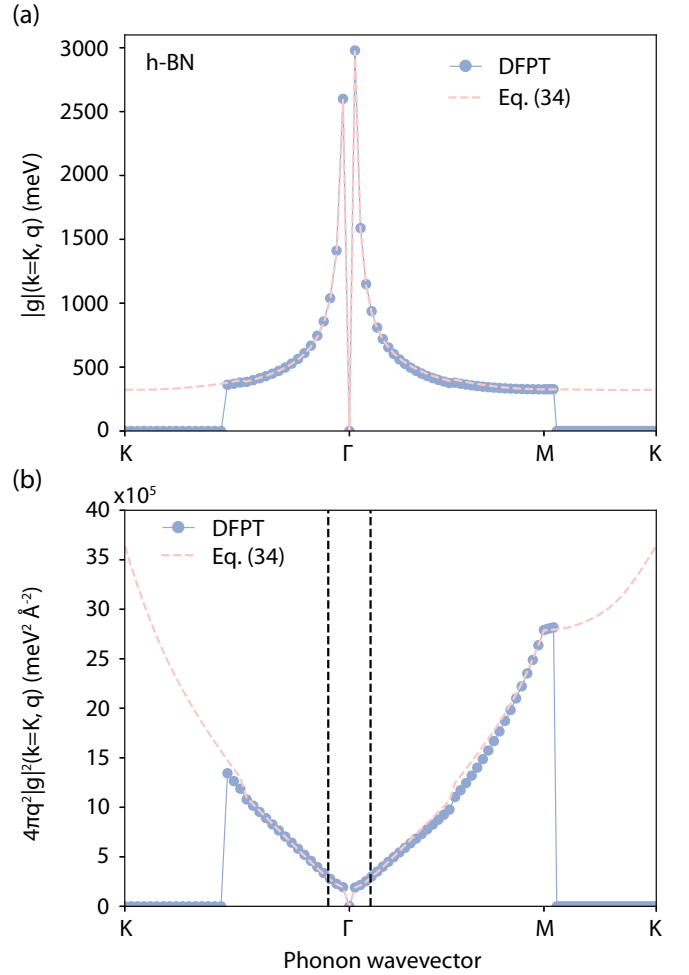 (a)
h-BN
DFPT
Eq. (34)
|g|(k=K, q) (meV)
3000
2500
2000
1500
1000
500
0
K Γ M K
(b)
x10⁵
DFPT
Eq. (34)
4πq²|g|²(k=K, q) (meV² Å⁻²)
40
35
30
25
20
15
10
5
0
K Γ M K
Phonon wavevector